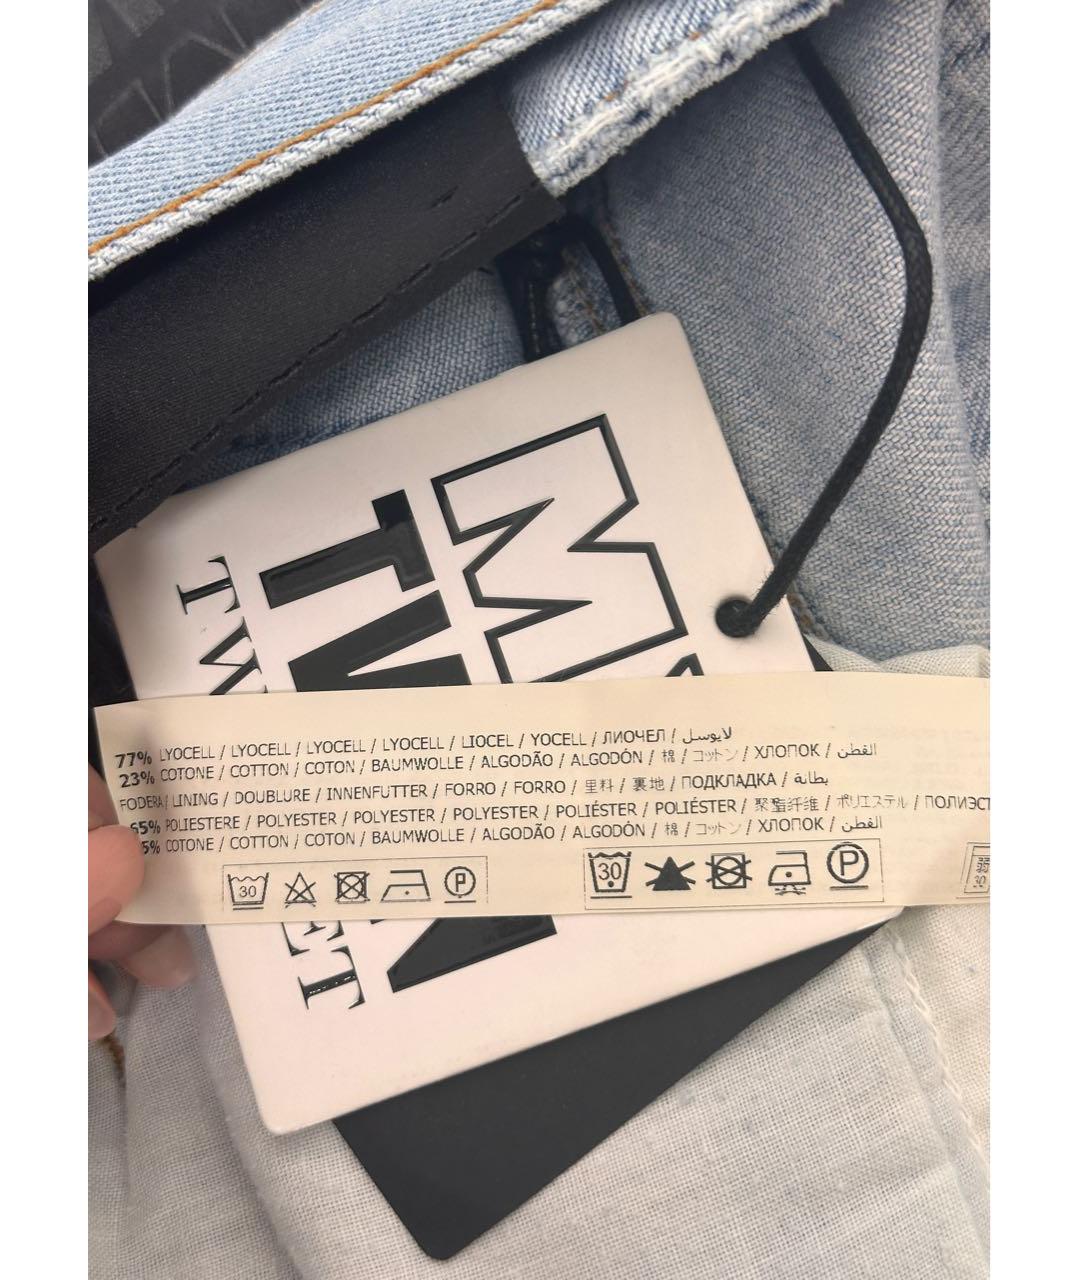 77% LYOCELL / LYOCELL / LYOCELL / LYOCELL / LIOCEL / YOCELL / ЛИОЧЕЛ / لايوسل
23% COTONE / COTTON / COTON / BAUMWOLLE / ALGODÃO / ALGODÓN / 棉 / コットン / ХЛОПОК / القطن
FODERA / LINING / DOUBLURE / INNENFUTTER / FORRO / FORRO / 里料 / 裏地 / ПОДКЛАДКА / بطانة
65% POLIESTERE / POLYESTER / POLYESTER / POLYESTER / POLIÉSTER / POLIÉSTER / 聚酯纤维 / ポリエステル /
5% COTONE / COTTON / COTON / BAUMWOLLE / ALGODÃO / ALGODÓN / 棉 / コットン / ХЛОПОК / القطن
30 P 30 P